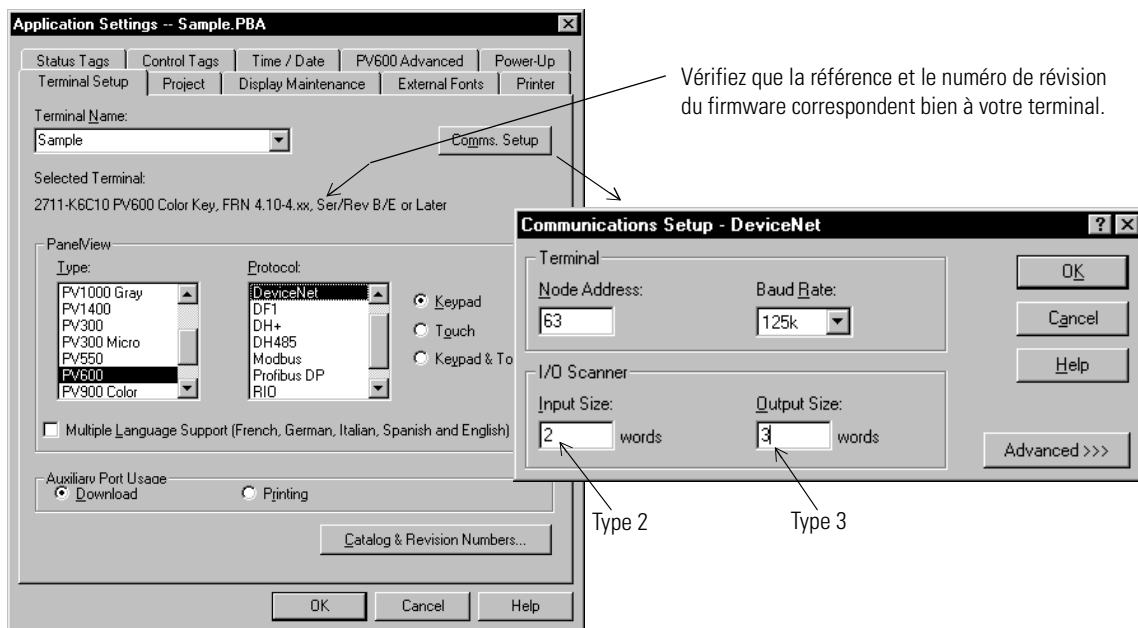 Application Settings -- Sample.PBA
Status Tags
Control Tags
Time / Date
PV600 Advanced
Power-Up
Terminal Setup
Project
Display Maintenance
External Fonts
Printer
Terminal Name:
Sample
Comms. Setup
Selected Terminal:
2711-K6C10 PV600 Color Key, FRN 4.10-4.xx, Ser/Rev B/E or Later
PanelView
Type:
PV1000 Gray
PV1400
PV300
PV300 Micro
PV550
PV600
PV900 Color
Protocol:
DeviceNet
DF1
DH+
DH485
Modbus
Profibus DP
RIO
Keypad
Touch
Keypad & To
Multiple Language Support (French, German, Italian, Spanish and English)
Auxiliary Port Usage
Download
Printing
Catalog & Revision Numbers...
OK
Cancel
Help
Vérifiez que la référence et le numéro de révision
du firmware correspondent bien à votre terminal.
Communications Setup - DeviceNet
Terminal
Node Address:
63
Baud Rate:
125k
I/O Scanner
Input Size:
2 words
Output Size:
3 words
OK
Cancel
Help
Advanced >>>
Type 2
Type 3